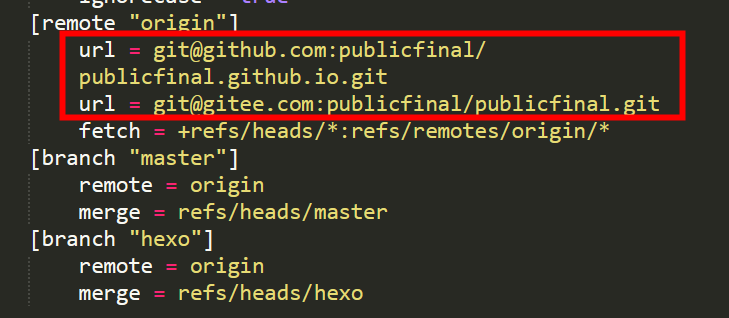 ignorecase = true
[remote "origin"]
url = git@github.com:publicfinal/
publicfinal.github.io.git
url = git@gitee.com:publicfinal/publicfinal.git
fetch = +refs/heads/*:refs/remotes/origin/*
[branch "master"]
remote = origin
merge = refs/heads/master
[branch "hexo"]
remote = origin
merge = refs/heads/hexo